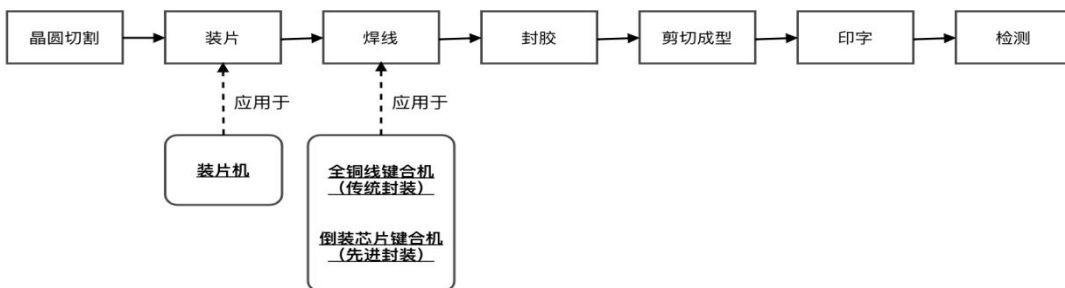 晶圆切割
装片
焊线
封胶
剪切成型
印字
检测
应用于
应用于
装片机
全铜线键合机
（传统封装）
倒装芯片键合机
（先进封装）